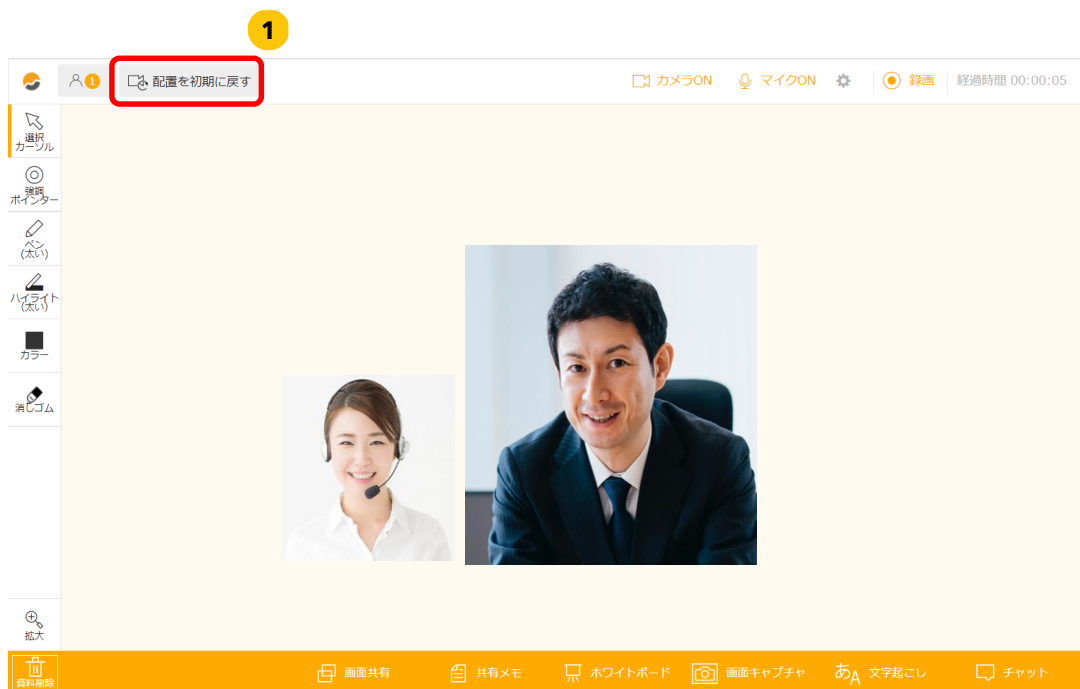 1
1
配置を初期に戻す
カメラON
マイクON
録画
経過時間 00:00:05
選択
カーソル
強調
ポインター
ペン
(太い)
ハイライト
(太い)
カラー
消しゴム
拡大
資料削除
画面共有
共有メモ
ホワイトボード
画面キャプチャ
あA
文字起こし
チャット